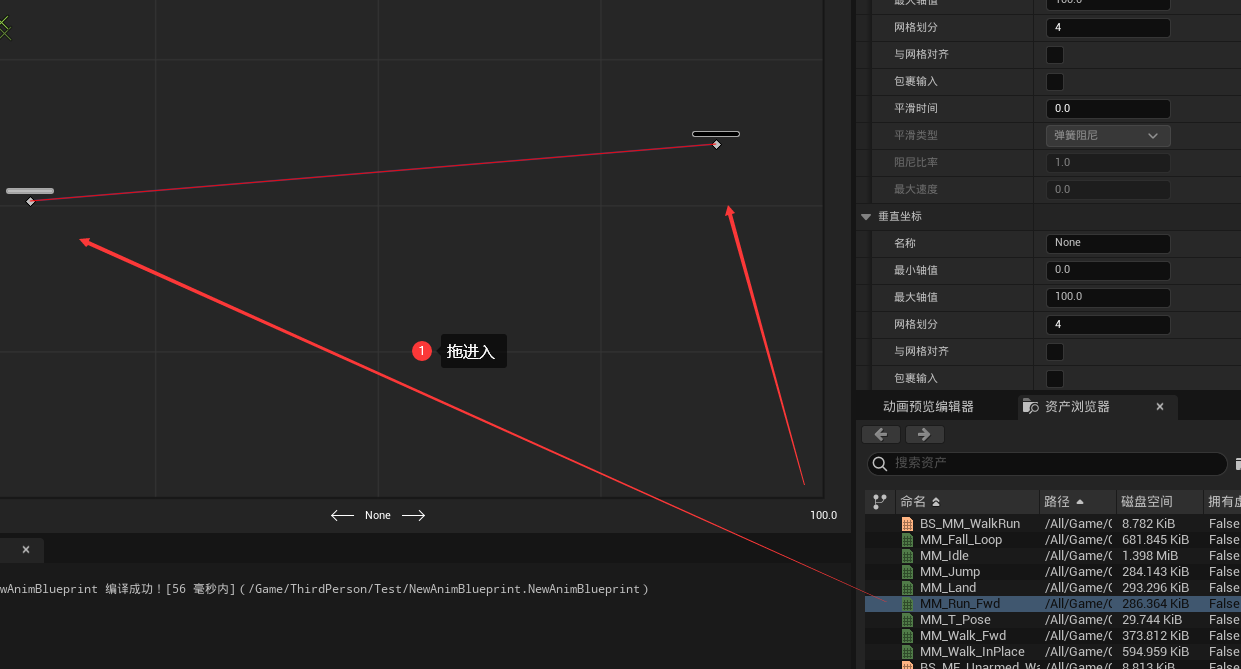 最大轴值 100.0
网格划分 4
与网格对齐
包裹输入
平滑时间 0.0
平滑类型 弹簧阻尼
阻尼比率 1.0
最大速度 0.0
垂直坐标
名称 None
最小轴值 0.0
最大轴值 100.0
网格划分 4
与网格对齐
包裹输入
1 拖进入
None
100.0
动画预览编辑器 资产浏览器
搜索资产
命名 路径 磁盘空间 拥有虚
BS_MM_WalkRun /All/Game/( 8.782 KiB False
MM_Fall_Loop /All/Game/( 681.845 KiB False
MM_Idle /All/Game/( 1.398 MiB False
MM_Jump /All/Game/( 284.143 KiB False
MM_Land /All/Game/( 293.296 KiB False
MM_Run_Fwd /All/Game/( 286.364 KiB False
MM_T_Pose /All/Game/( 29.744 KiB False
MM_Walk_Fwd /All/Game/( 373.812 KiB False
MM_Walk_InPlace /All/Game/( 594.959 KiB False
BS_MF_Unarmed_Wa /All/Game/( 8.813 KiB False
wAnimBlueprint 编译成功！[56 毫秒内]（/Game/ThirdPerson/Test/NewAnimBlueprint.NewAnimBlueprint）